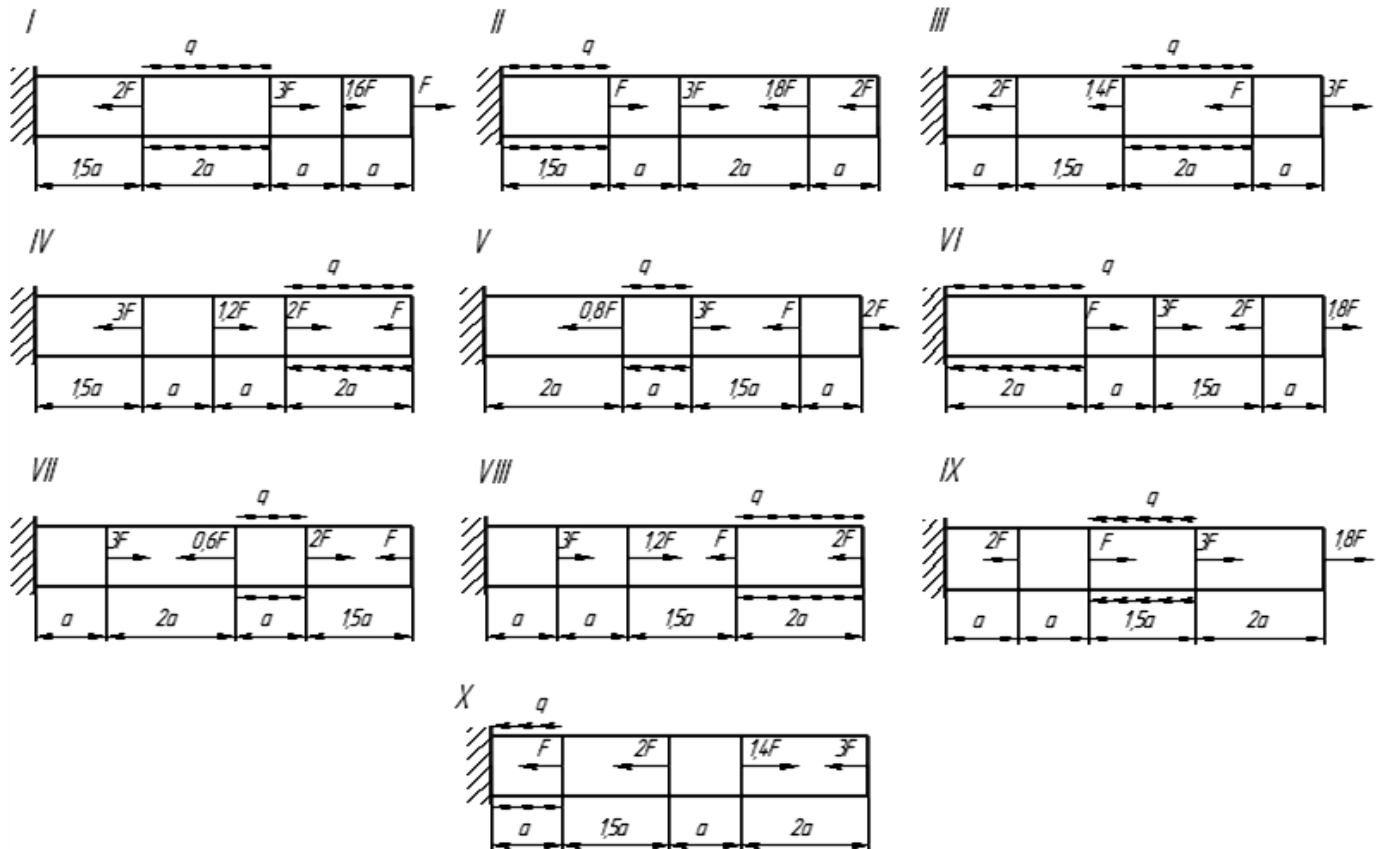 I
q
2F 3F 1,6F F
1,5a 2a a a
II
q
F 3F 1,8F 2F
1,5a a 2a a
III
q
2F 1,4F F 3F
a 1,5a 2a a
IV
q
3F 1,2F 2F F
1,5a a a 2a
V
q
0,8F 3F F 2F
2a a 1,5a a
VI
q
F 3F 2F 1,8F
2a a 1,5a a
VII
q
3F 0,6F 2F F
a 2a a 1,5a
VIII
q
3F 1,2F F 2F
a a 1,5a 2a
IX
q
2F F 3F 1,8F
a a 1,5a 2a
X
q
F 2F 1,4F 3F
a 1,5a a 2a